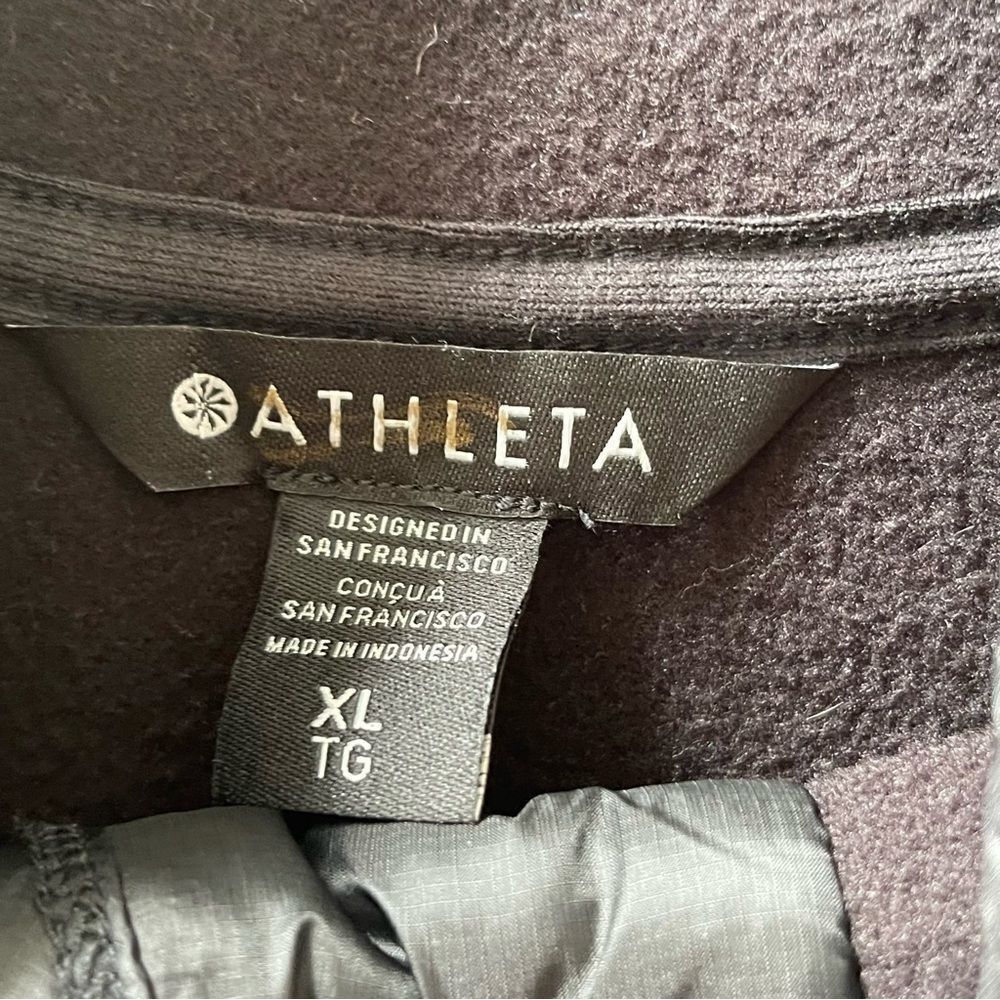 ATHLETA
DESIGNED IN
SAN FRANCISCO
CONÇU À
SAN FRANCISCO
MADE IN INDONESIA
XL
TG